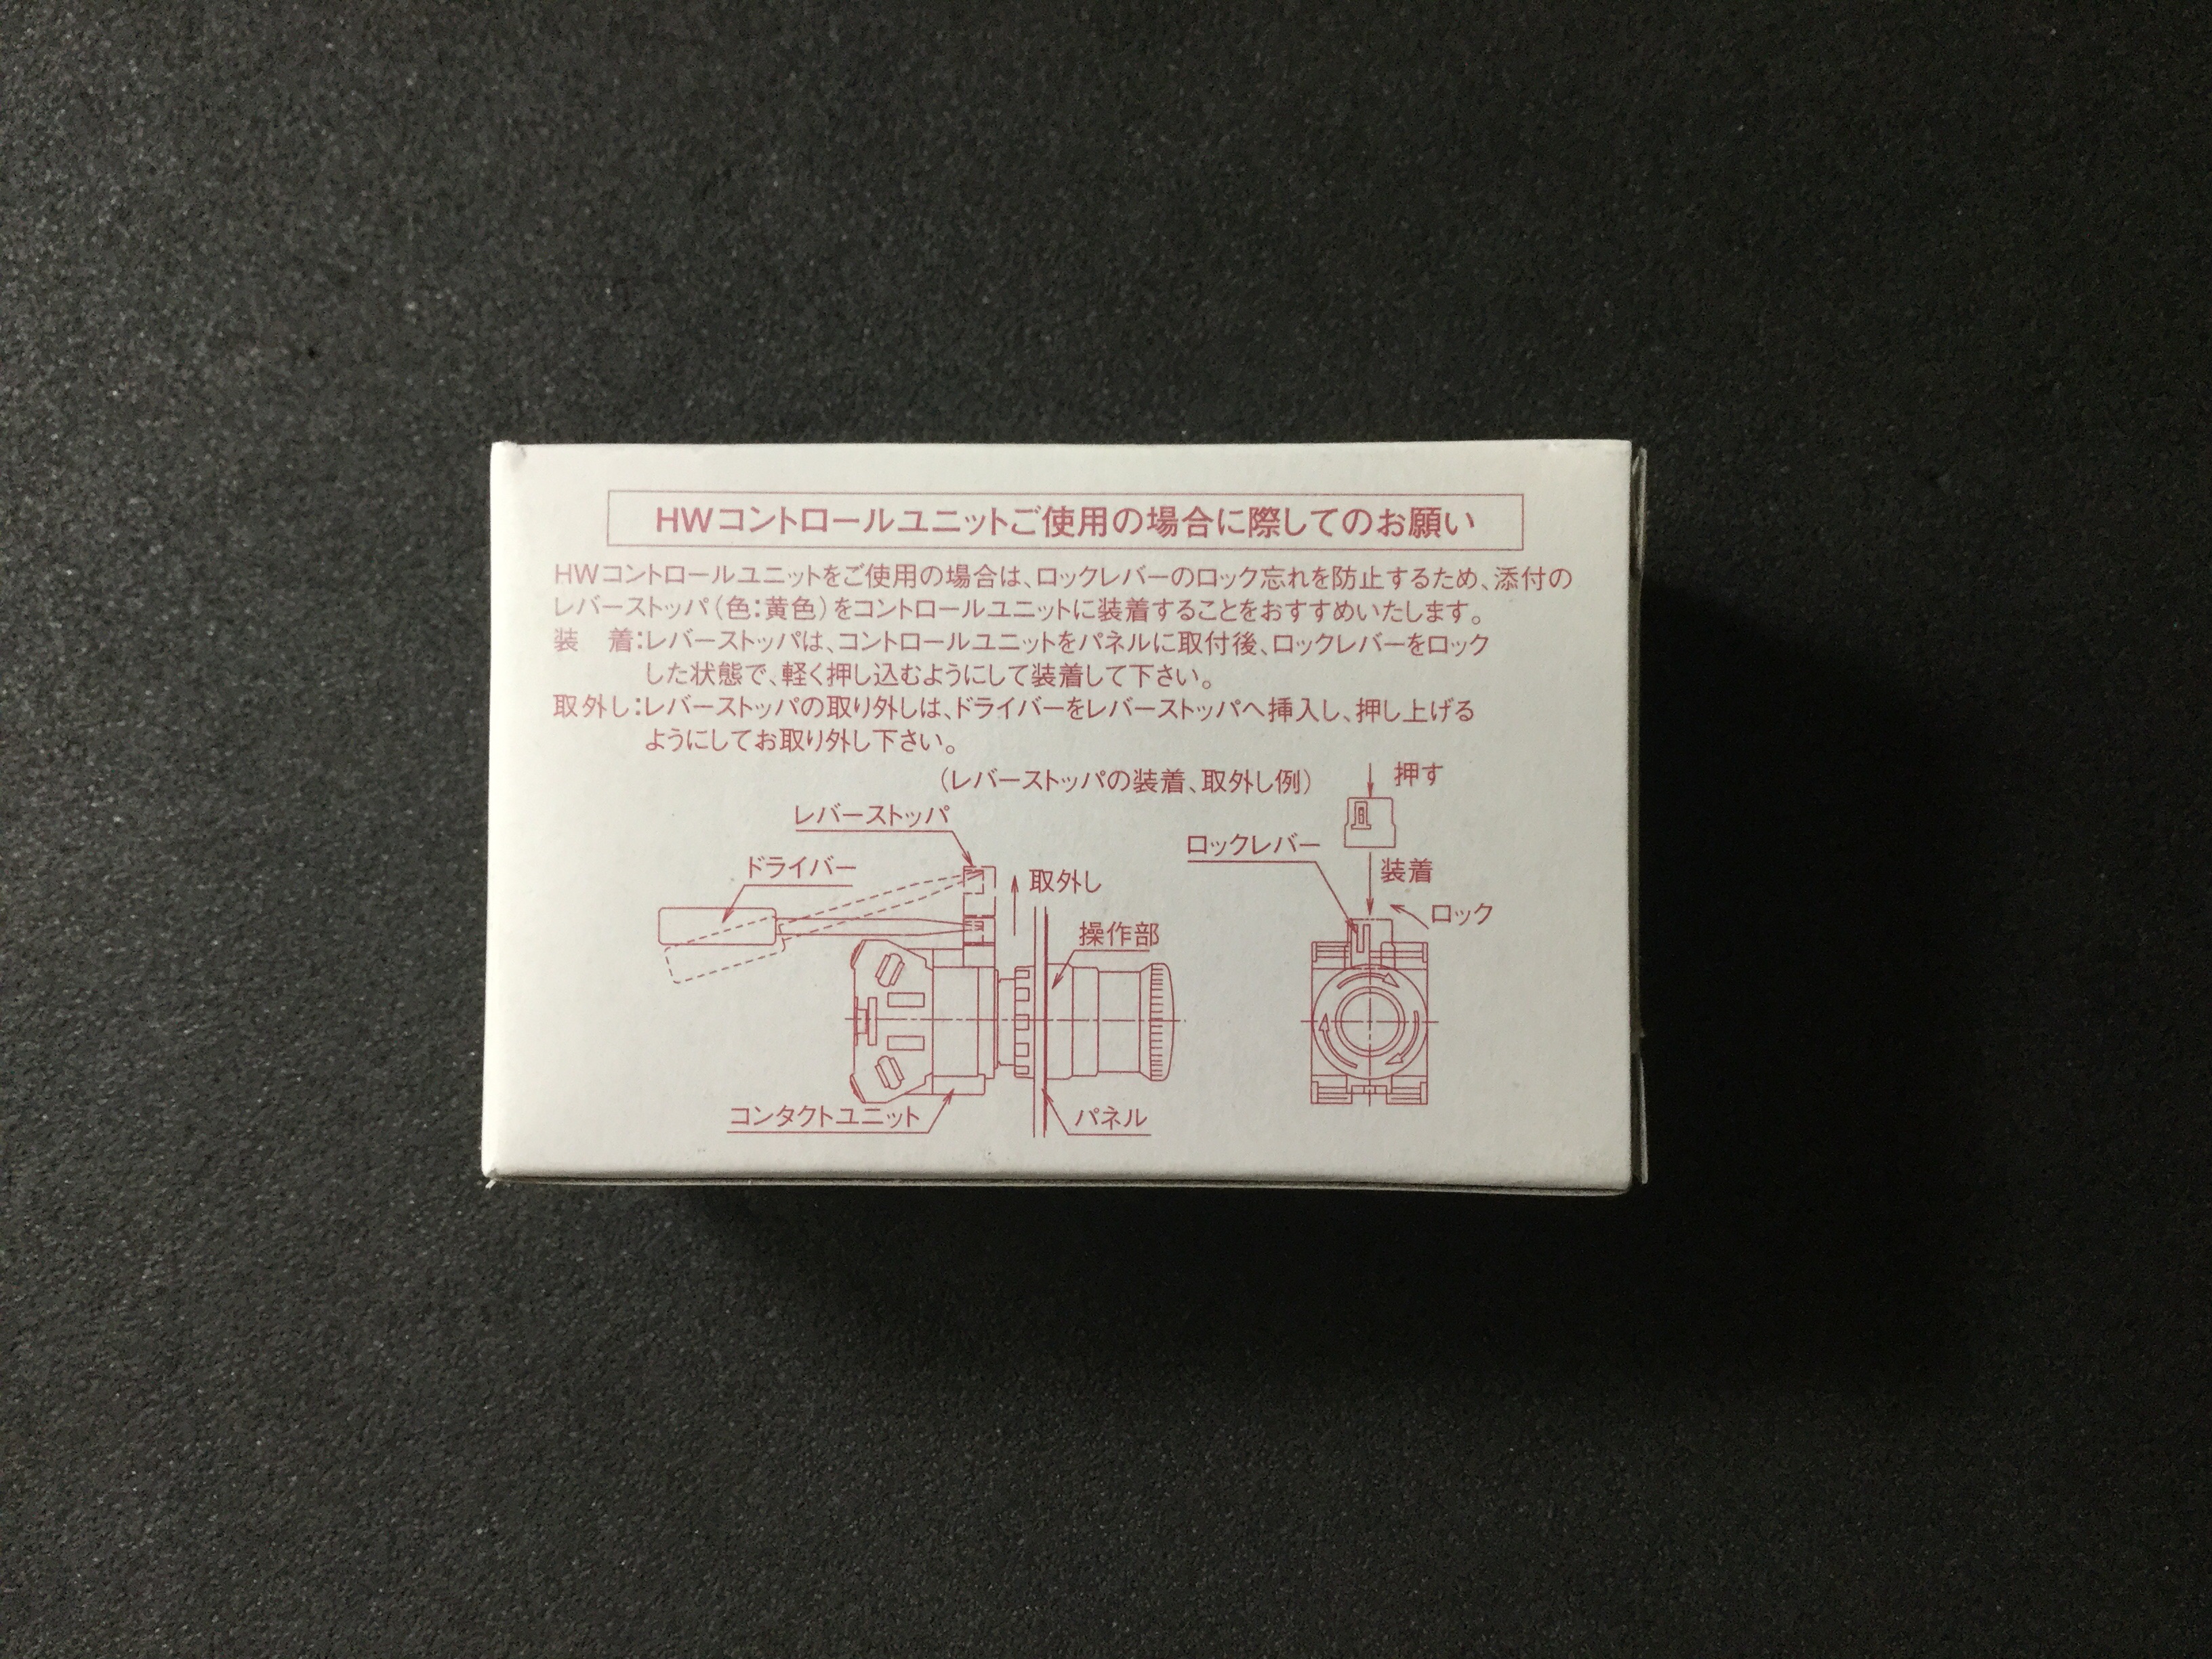 HWコントロールユニットご使用の場合に際してのお願い
HWコントロールユニットをご使用の場合は、ロックレバーのロック忘れを防止するため、添付の
レバーストッパ(色:黄色)をコントロールユニットに装着することをおすすめいたします。
装　着:レバーストッパは、コントロールユニットをパネルに取付後、ロックレバーをロック
した状態で、軽く押し込むようにして装着して下さい。
取外し:レバーストッパの取り外しは、ドライバーをレバーストッパへ挿入し、押し上げる
ようにしてお取り外し下さい。
(レバーストッパの装着、取外し例)
押す
レバーストッパ
ロックレバー
ドライバー
装着
取外し
ロック
操作部
コンタクトユニット
パネル